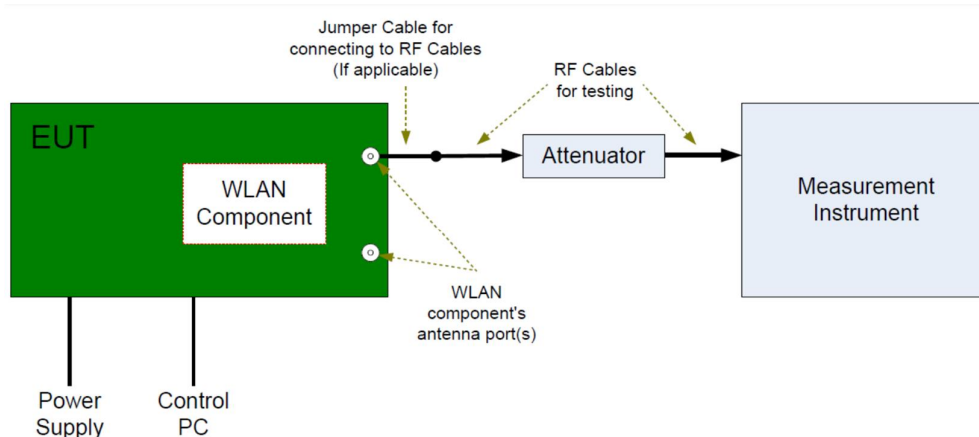 Jumper Cable for
connecting to RF Cables
(If applicable)
RF Cables
for testing
EUT
WLAN
Component
Attenuator
Measurement
Instrument
WLAN
component's
antenna port(s)
Power
Supply
Control
PC